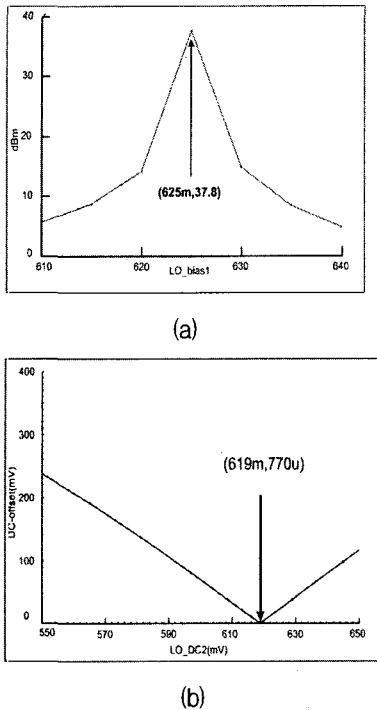 40
30
20
10
0
dBm
(625m,37.8)
610 620 630 640
LO_bias1
(a)
400
300
200
100
0
DC-offset(mV)
(619m,770u)
550 570 590 610 630 650
LO_DC2(mV)
(b)